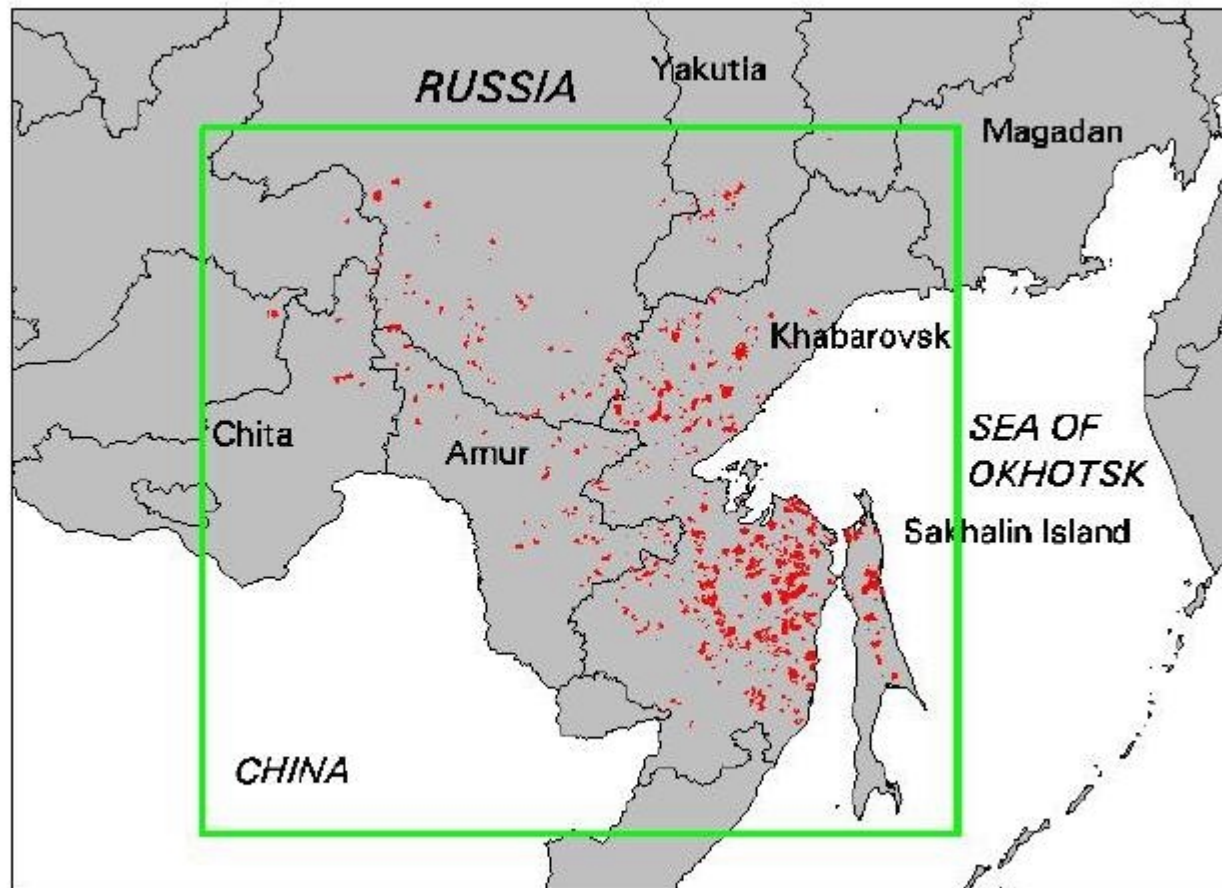 Yakutia
RUSSIA
Magadan
Khabarovsk
Chita
Amur
SEA OF
OKHOTSK
Sakhalin Island
CHINA